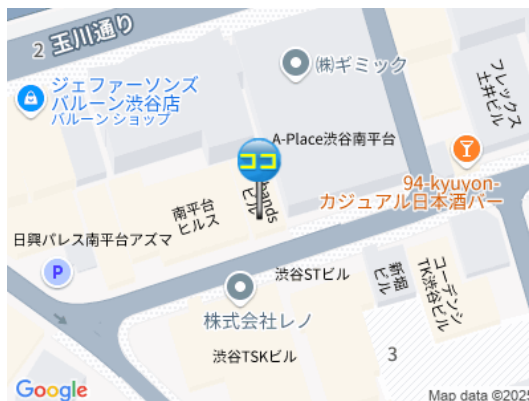 2 玉川通り
(株)ギミック
フレックス
土井ビル
ジェファーソンズ
バルーン渋谷店
バルーン ショップ
A-Place渋谷南平台
ココ
94-kyuyon-
カジュアル日本酒バー
bands
ビル
南平台
ヒルス
日興パレス南平台アズマ
P
渋谷STビル
新堀
ビル
コーデンシ
TK渋谷ビル
株式会社レノ
渋谷TSKビル
3
Google
Map data ©2025